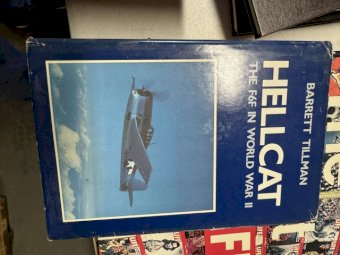 BARRETT TILLMAN
HELLCAT
THE F6F IN WORLD WAR II